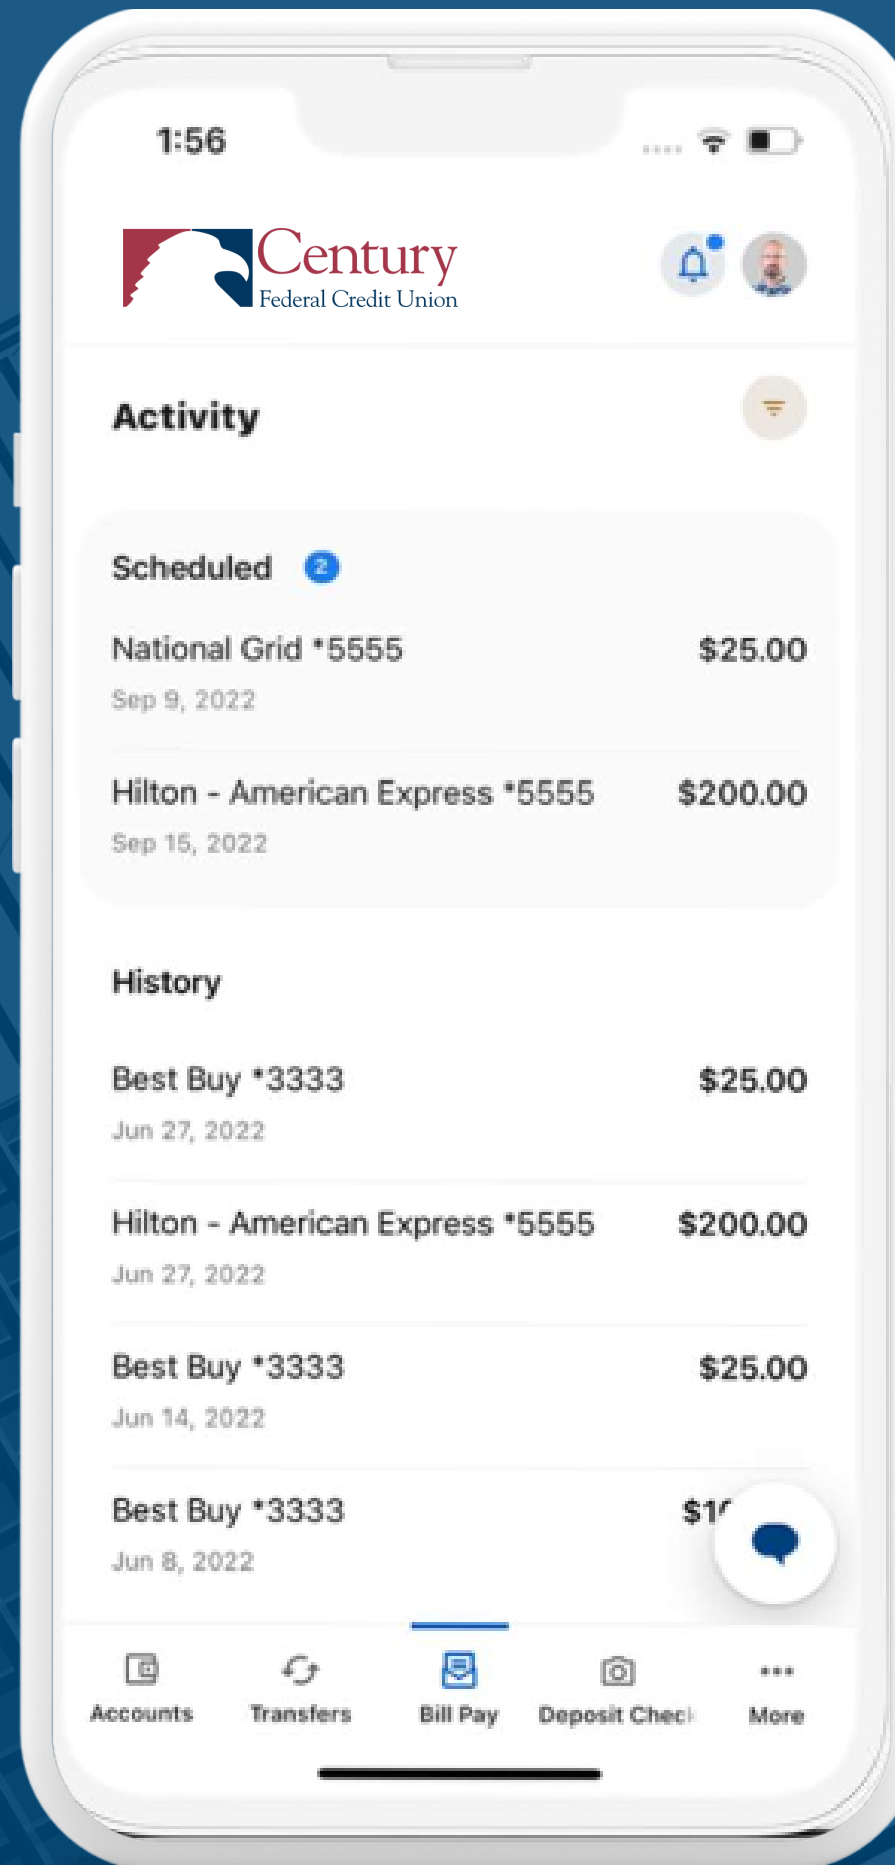 1:56
Century
Federal Credit Union
Activity
Scheduled 2
National Grid *5555 $25.00
Sep 9, 2022
Hilton - American Express *5555 $200.00
Sep 15, 2022
History
Best Buy *3333 $25.00
Jun 27, 2022
Hilton - American Express *5555 $200.00
Jun 27, 2022
Best Buy *3333 $25.00
Jun 14, 2022
Best Buy *3333
Jun 8, 2022
Accounts Transfers Bill Pay Deposit Check More